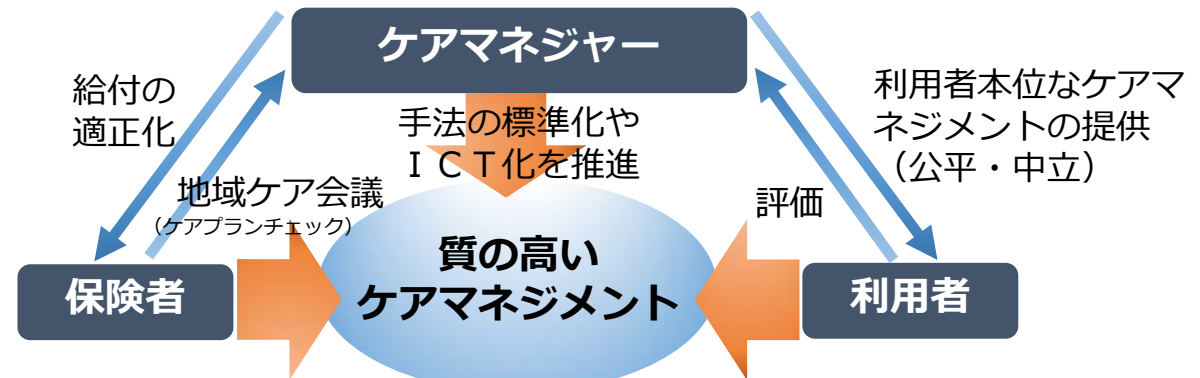 ケアマネジャー
給付の
適正化
手法の標準化や
ＩＣＴ化を推進
利用者本位なケアマ
ネジメントの提供
（公平・中立）
地域ケア会議
（ケアプランチェック）
評価
質の高い
ケアマネジメント
保険者
利用者